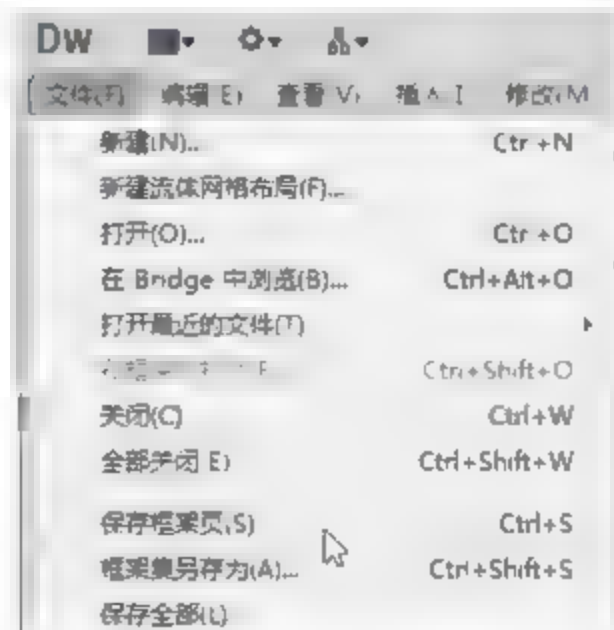 Dw
文件(F) 编辑(E) 查看(V) 插入(I 修改(M
新建(N)... Ctrl+N
新建流体网格布局(F)...
打开(O)... Ctrl+O
在 Bridge 中浏览(B)... Ctrl+Alt+O
打开最近的文件(T)
Ctrl+Shift+O
关闭(C) Ctrl+W
全部关闭(E) Ctrl+Shift+W
保存框架页(S) Ctrl+S
框架集另存为(A)... Ctrl+Shift+S
保存全部(L)